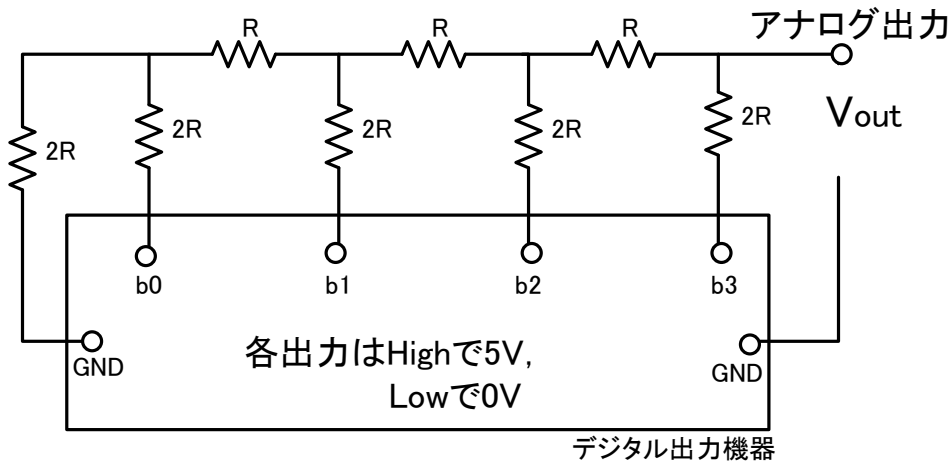 R
R
R
アナログ出力
2R
2R
2R
2R
2R
Vout
b0
b1
b2
b3
GND
各出力はHighで5V,
Lowで0V
GND
デジタル出力機器